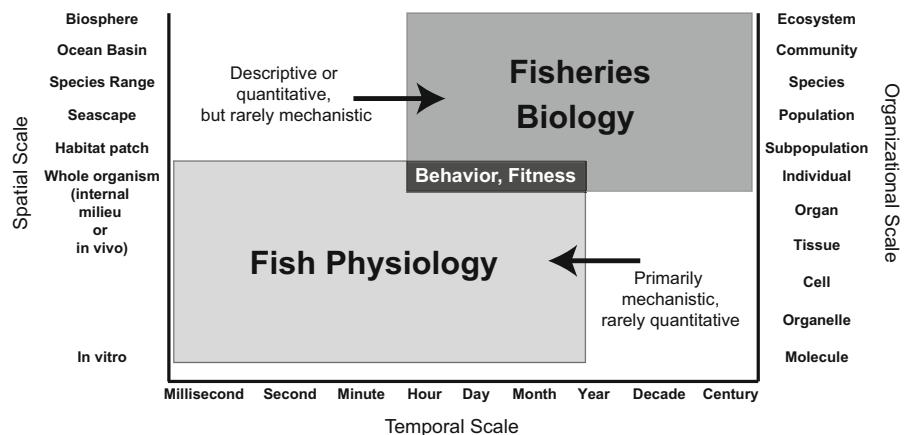 Spatial Scale
Biosphere
Ocean Basin
Species Range
Seascape
Habitat patch
Whole organism
(internal
milieu
or
in vivo)
In vitro
Descriptive or
quantitative,
but rarely mechanistic
Fisheries
Biology
Behavior, Fitness
Fish Physiology
Primarily
mechanistic,
rarely quantitative
Ecosystem
Community
Species
Population
Subpopulation
Individual
Organ
Tissue
Cell
Organelle
Molecule
Organizational Scale
Millisecond Second Minute Hour Day Month Year Decade Century
Temporal Scale